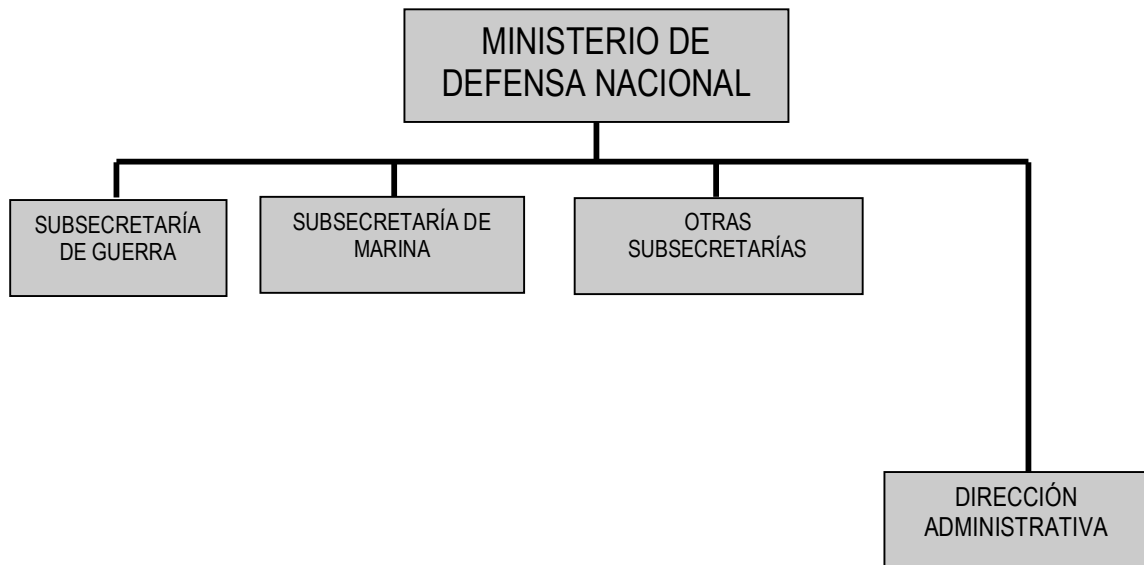 MINISTERIO DE
DEFENSA NACIONAL
SUBSECRETARÍA
DE GUERRA
SUBSECRETARÍA DE
MARINA
OTRAS
SUBSECRETARÍAS
DIRECCIÓN
ADMINISTRATIVA